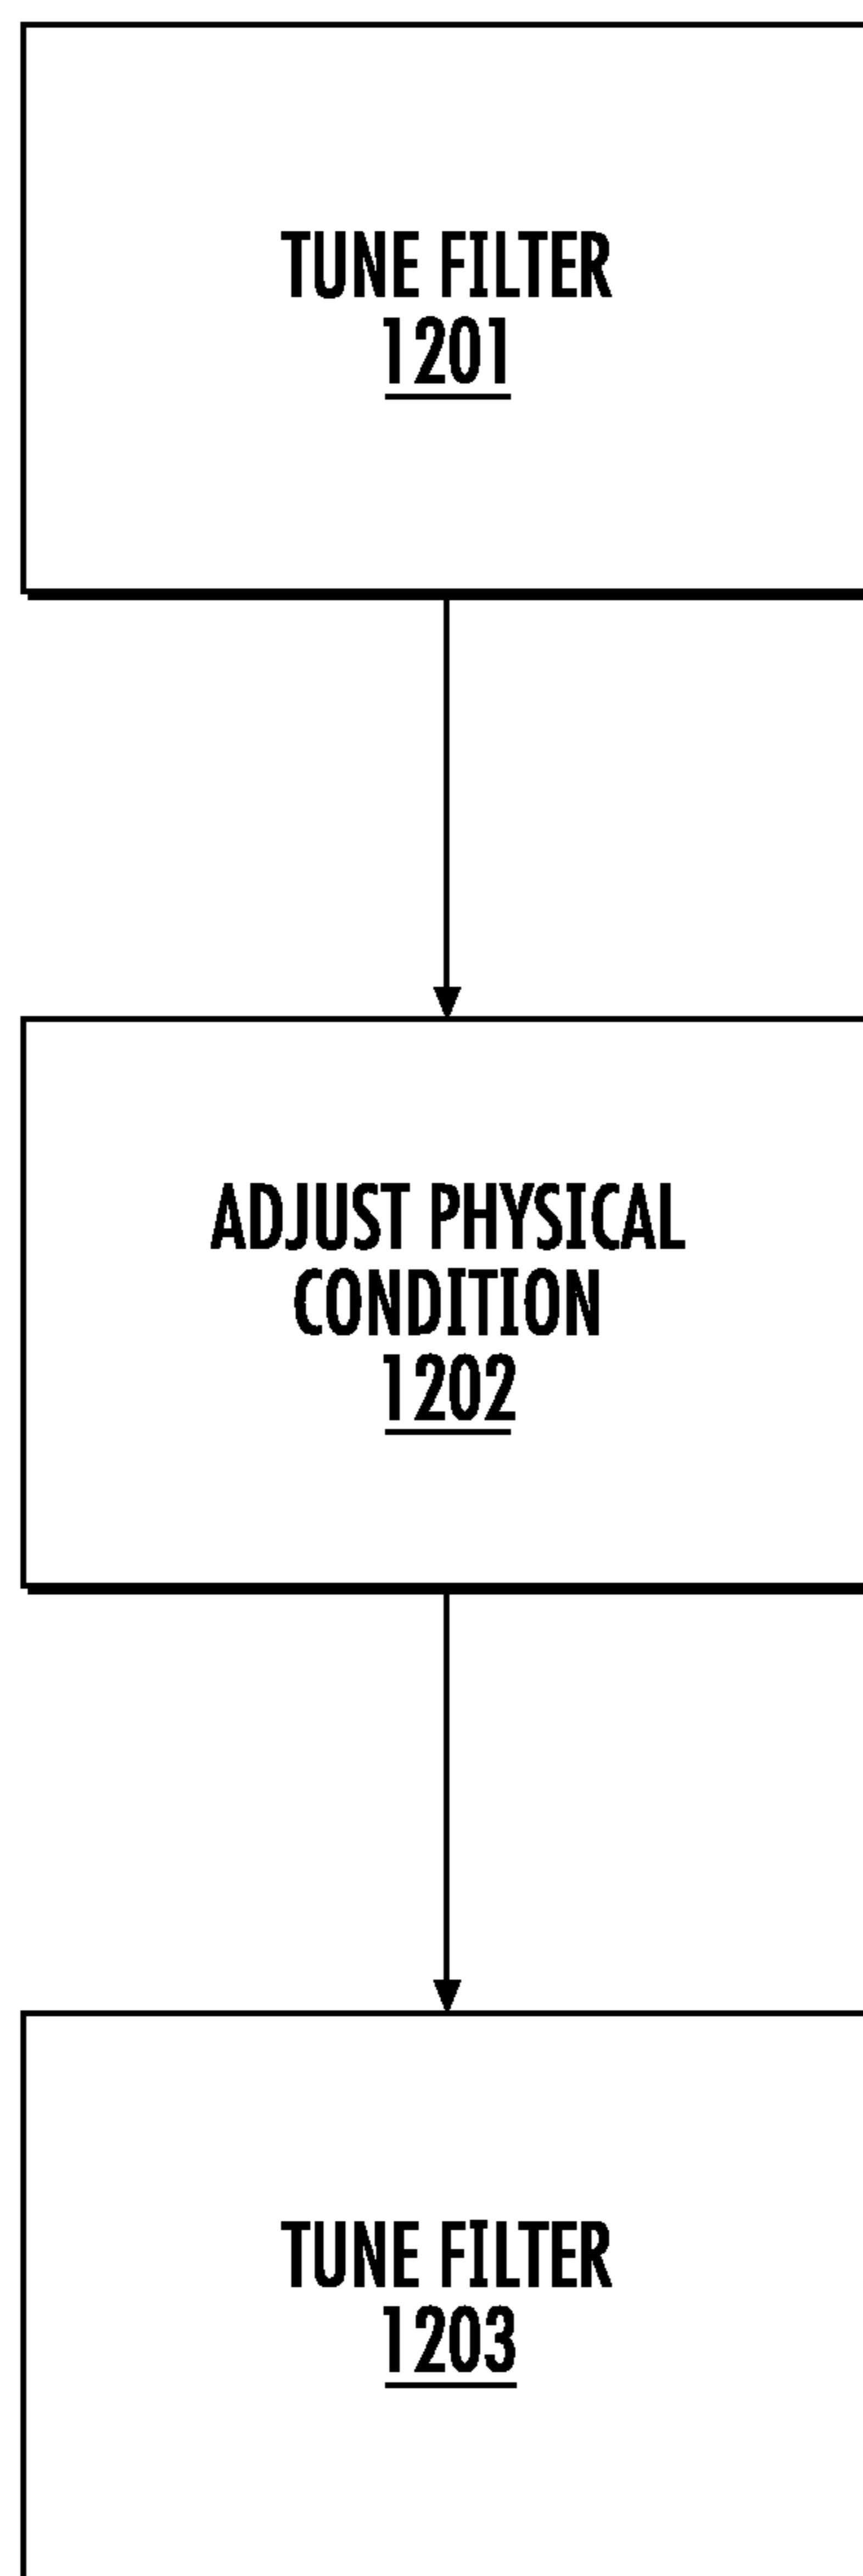 TUNE FILTER
1201
ADJUST PHYSICAL
CONDITION
1202
TUNE FILTER
1203